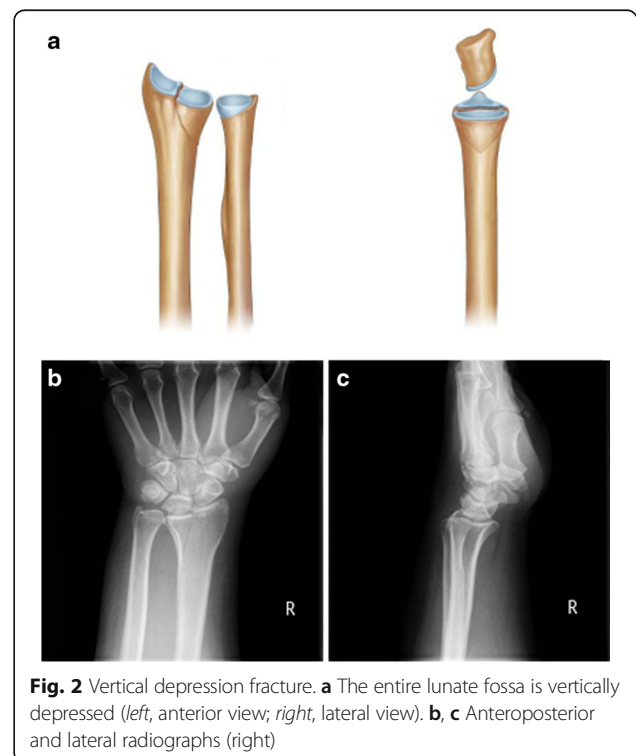 a
b
c
R
R
Fig. 2 Vertical depression fracture. a The entire lunate fossa is vertically
depressed (left, anterior view; right, lateral view). b, c Anteroposterior
and lateral radiographs (right)